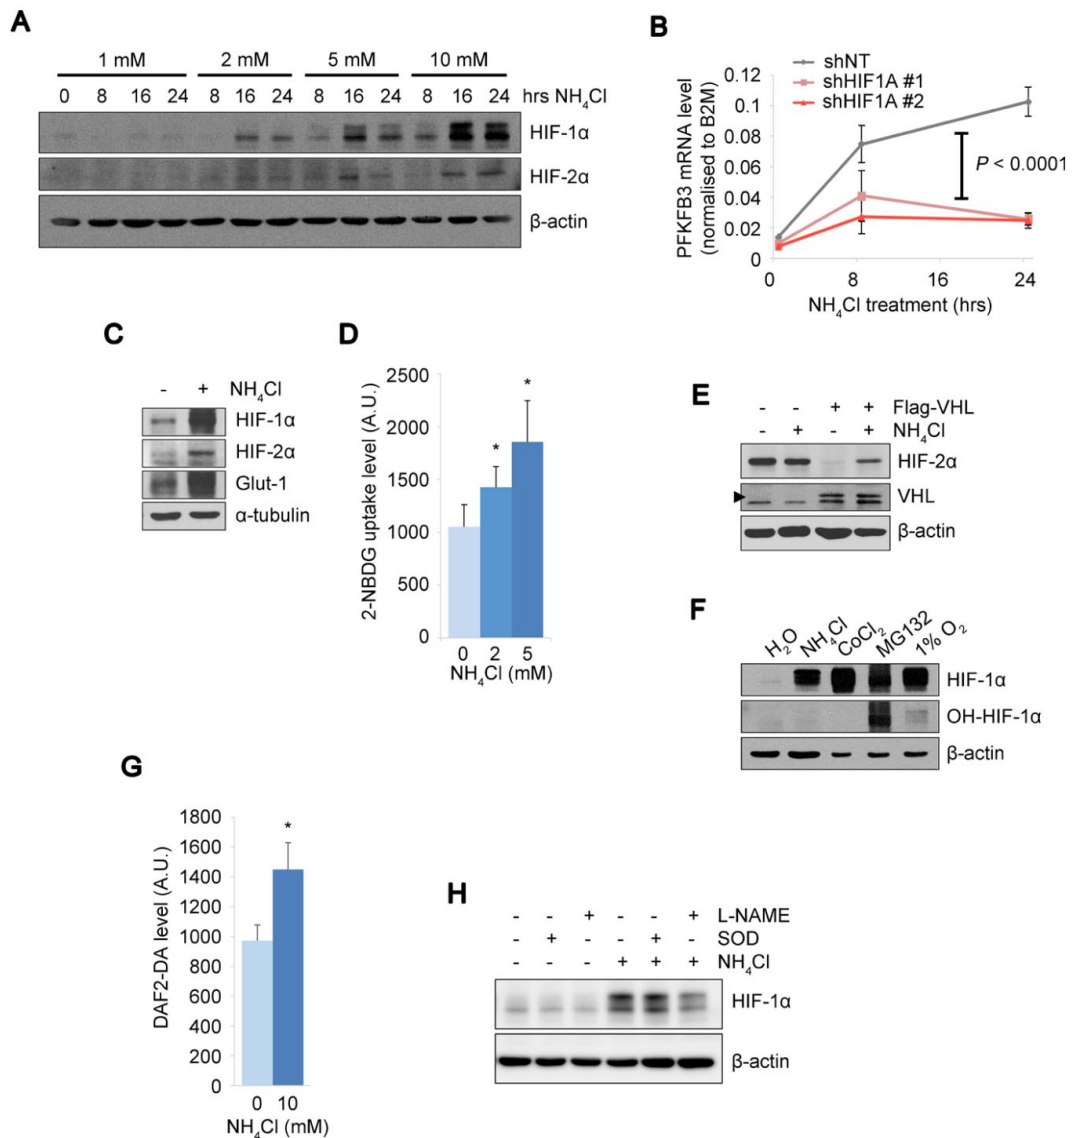 A
1 mM 2 mM 5 mM 10 mM
0 8 16 24 8 16 24 8 16 24 8 16 24 hrs NH₄Cl
HIF-1α
HIF-2α
β-actin
B
shNT
shHIF1A #1
shHIF1A #2
PFKFB3 mRNA level
(normalised to B2M)
0.12
0.1
0.08
0.06
0.04
0.02
0
P < 0.0001
0 8 16 24
NH₄Cl treatment (hrs)
C
- + NH₄Cl
HIF-1α
HIF-2α
Glut-1
α-tubulin
D
2-NBDG uptake level (A.U.)
2500
2000
1500
1000
500
0
* *
0 2 5
NH₄Cl (mM)
E
- - + + Flag-VHL
- + - + NH₄Cl
HIF-2α
VHL
β-actin
F
H₂O NH₄Cl CoCl₂ MG132 1% O₂
HIF-1α
OH-HIF-1α
β-actin
G
DAF2-DA level (A.U.)
1800
1600
1400
1200
1000
800
600
400
200
0
*
0 10
NH₄Cl (mM)
H
- - + - - + L-NAME
- + - - + - SOD
- - - + + + NH₄Cl
HIF-1α
β-actin